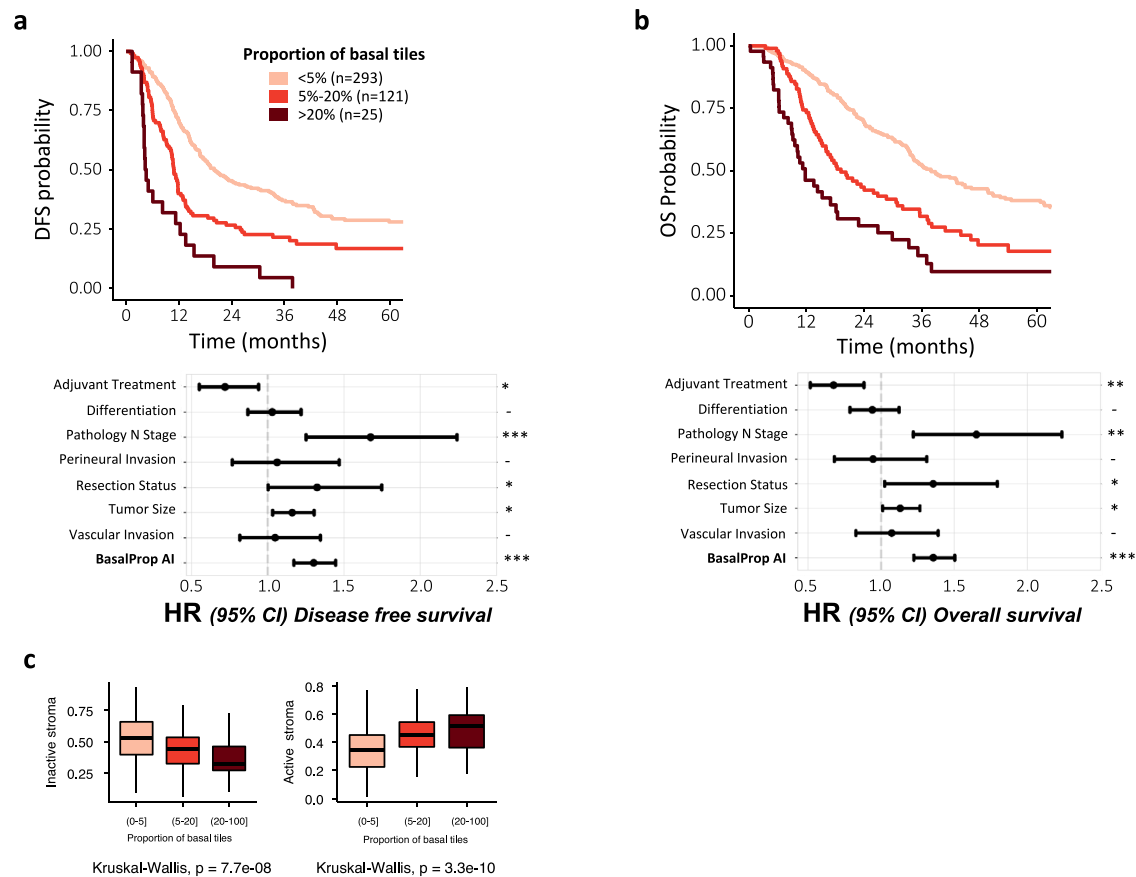 a
Proportion of basal tiles
<5% (n=293)
5%-20% (n=121)
>20% (n=25)
1.00
0.75
0.50
0.25
0.00
DFS probability
0 12 24 36 48 60
Time (months)
Adjuvant Treatment *
Differentiation -
Pathology N Stage ***
Perineural Invasion -
Resection Status *
Tumor Size *
Vascular Invasion -
BasalProp AI ***
0.5 1.0 1.5 2.0 2.5
HR (95% CI) Disease free survival
b
1.00
0.75
0.50
0.25
0.00
OS Probability
0 12 24 36 48 60
Time (months)
Adjuvant Treatment **
Differentiation -
Pathology N Stage **
Perineural Invasion -
Resection Status *
Tumor Size *
Vascular Invasion -
BasalProp AI ***
0.5 1.0 1.5 2.0 2.5
HR (95% CI) Overall survival
c
Inactive stroma
0.75
0.50
0.25
(0-5] (5-20] (20-100]
Proportion of basal tiles
Kruskal-Wallis, p = 7.7e-08
Active stroma
0.8
0.6
0.4
0.2
0.0
(0-5] (5-20] (20-100]
Proportion of basal tiles
Kruskal-Wallis, p = 3.3e-10